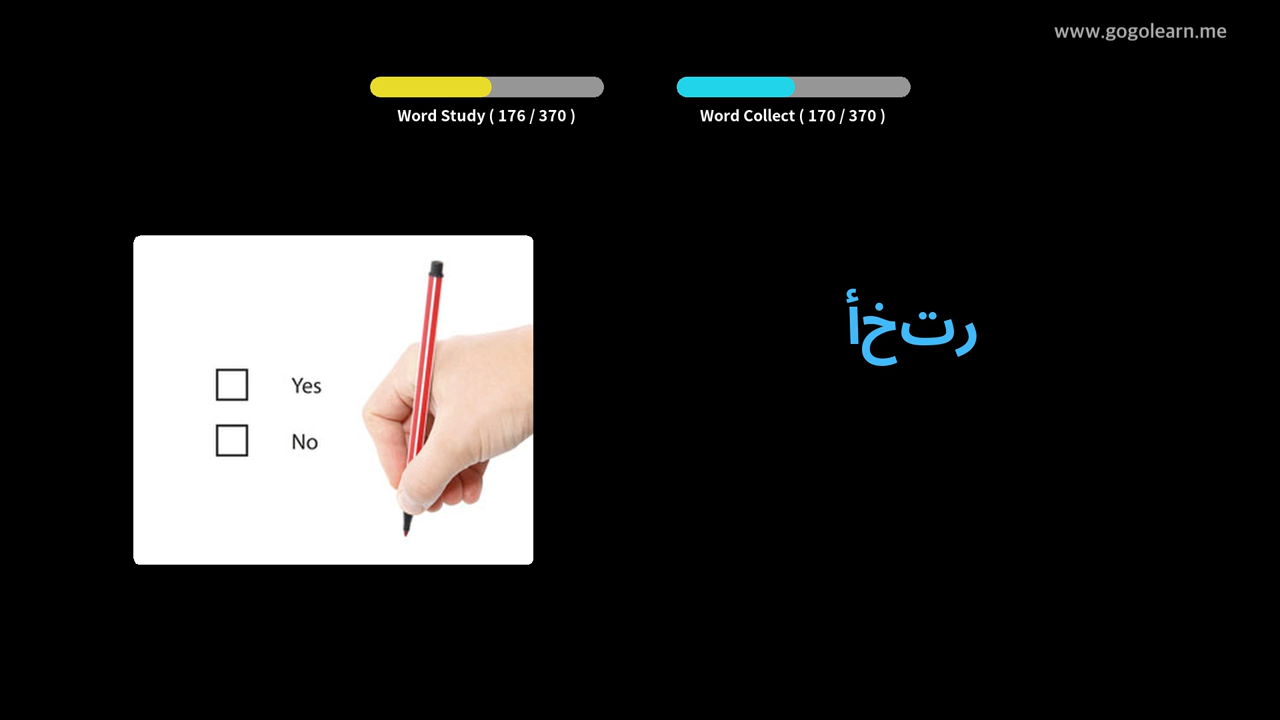 www.gogolearn.me
Word Study ( 176 / 370 )
Word Collect ( 170 / 370 )
Yes
No
رتخأ